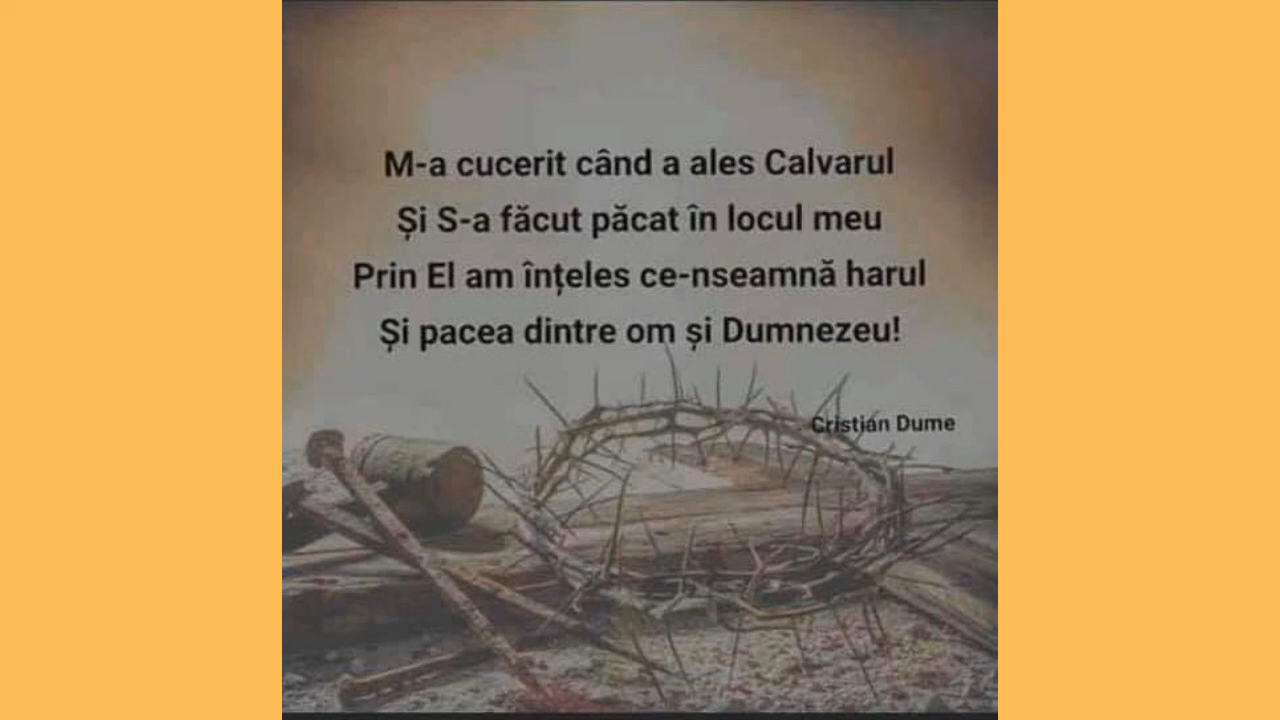 M-a cucerit când a ales Calvarul
Și S-a făcut păcat în locul meu
Prin El am înțeles ce-nseamnă harul
Și pacea dintre om și Dumnezeu!
Cristian Dume